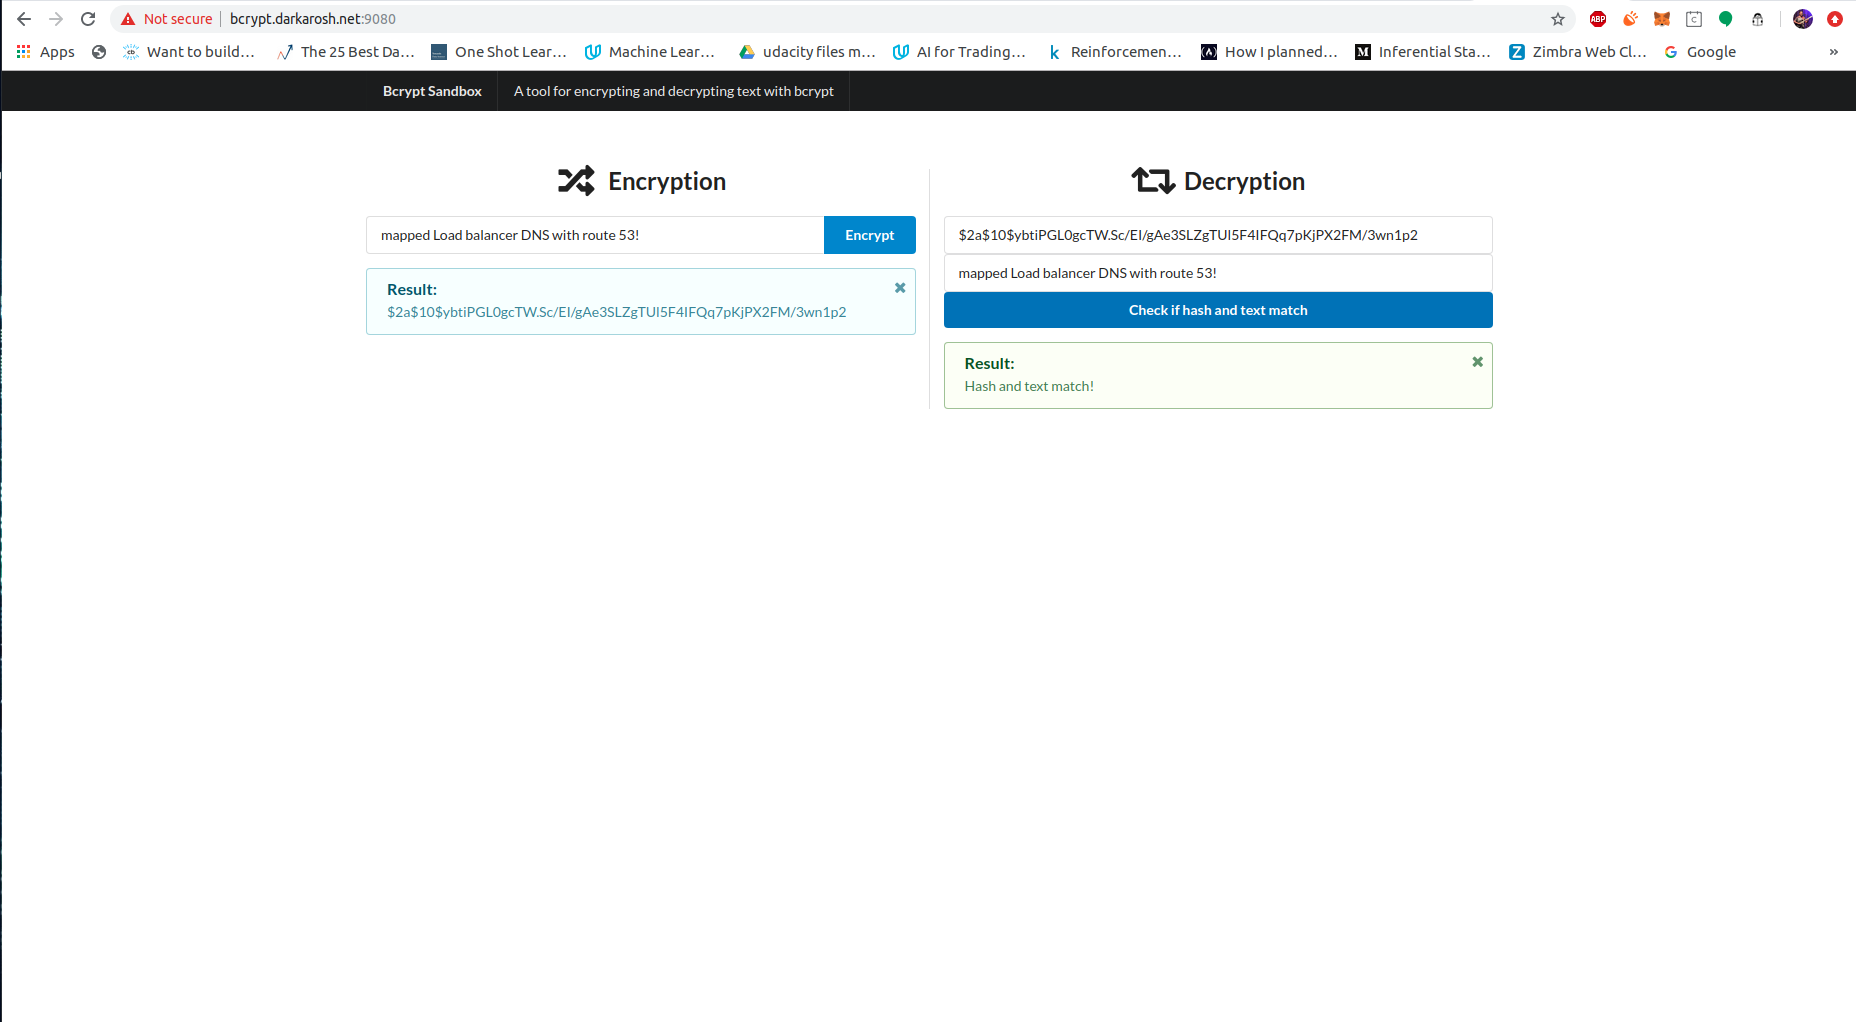 Not secure bcrypt.darkarosh.net:9080
ABP
Apps Want to build... The 25 Best Da... One Shot Lear... Machine Lear... udacity files m... AI for Trading... Reinforcemen... How I planned... Inferential Sta... Zimbra Web Cl... Google »
Bcrypt Sandbox A tool for encrypting and decrypting text with bcrypt
Encryption
mapped Load balancer DNS with route 53!
Encrypt
Result:
$2a$10$ybtiPGL0gcTW.Sc/EI/gAe3SLZgTUI5F4IFQq7pKjPX2FM/3wn1p2
Decryption
$2a$10$ybtiPGL0gcTW.Sc/EI/gAe3SLZgTUI5F4IFQq7pKjPX2FM/3wn1p2
mapped Load balancer DNS with route 53!
Check if hash and text match
Result:
Hash and text match!